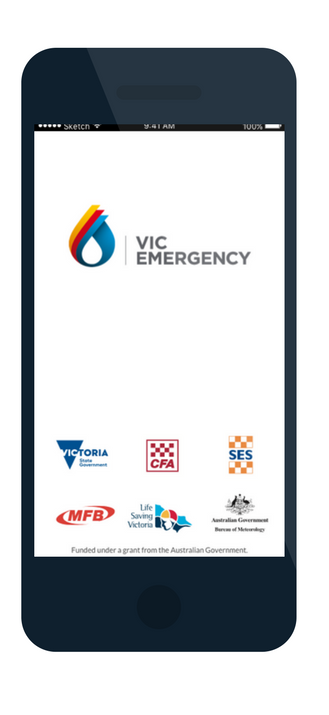 Sketch 9:41 AM 100%
VIC
EMERGENCY
VICTORIA
State
Government
CFA
SES
MFB
Life
Saving
Victoria
Australian Government
Bureau of Meteorology
Funded under a grant from the Australian Government.